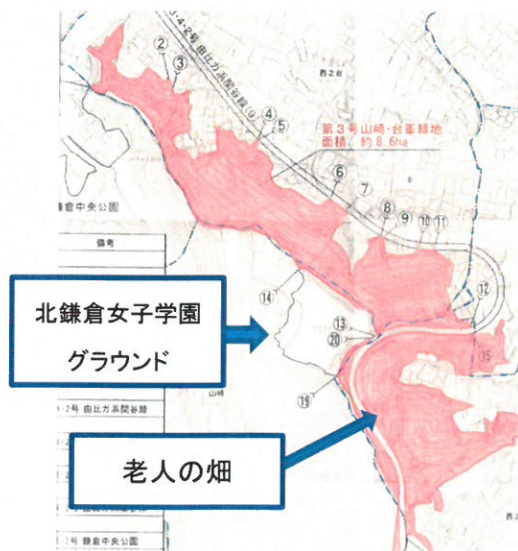 3・4・2号 由比ガ浜関谷線
②
③
西之台
④
⑤
第3号山崎・台峯緑地
面積 約8.6ha
⑥
⑦
⑧
⑨
⑩
⑪
鎌倉中央公園
備考
⑭
⑫
北鎌倉女子学園
グラウンド
⑬
⑳
⑮
⑲
山崎
2号 由比ガ浜関谷線
老人の畑
号 鎌倉中央公園